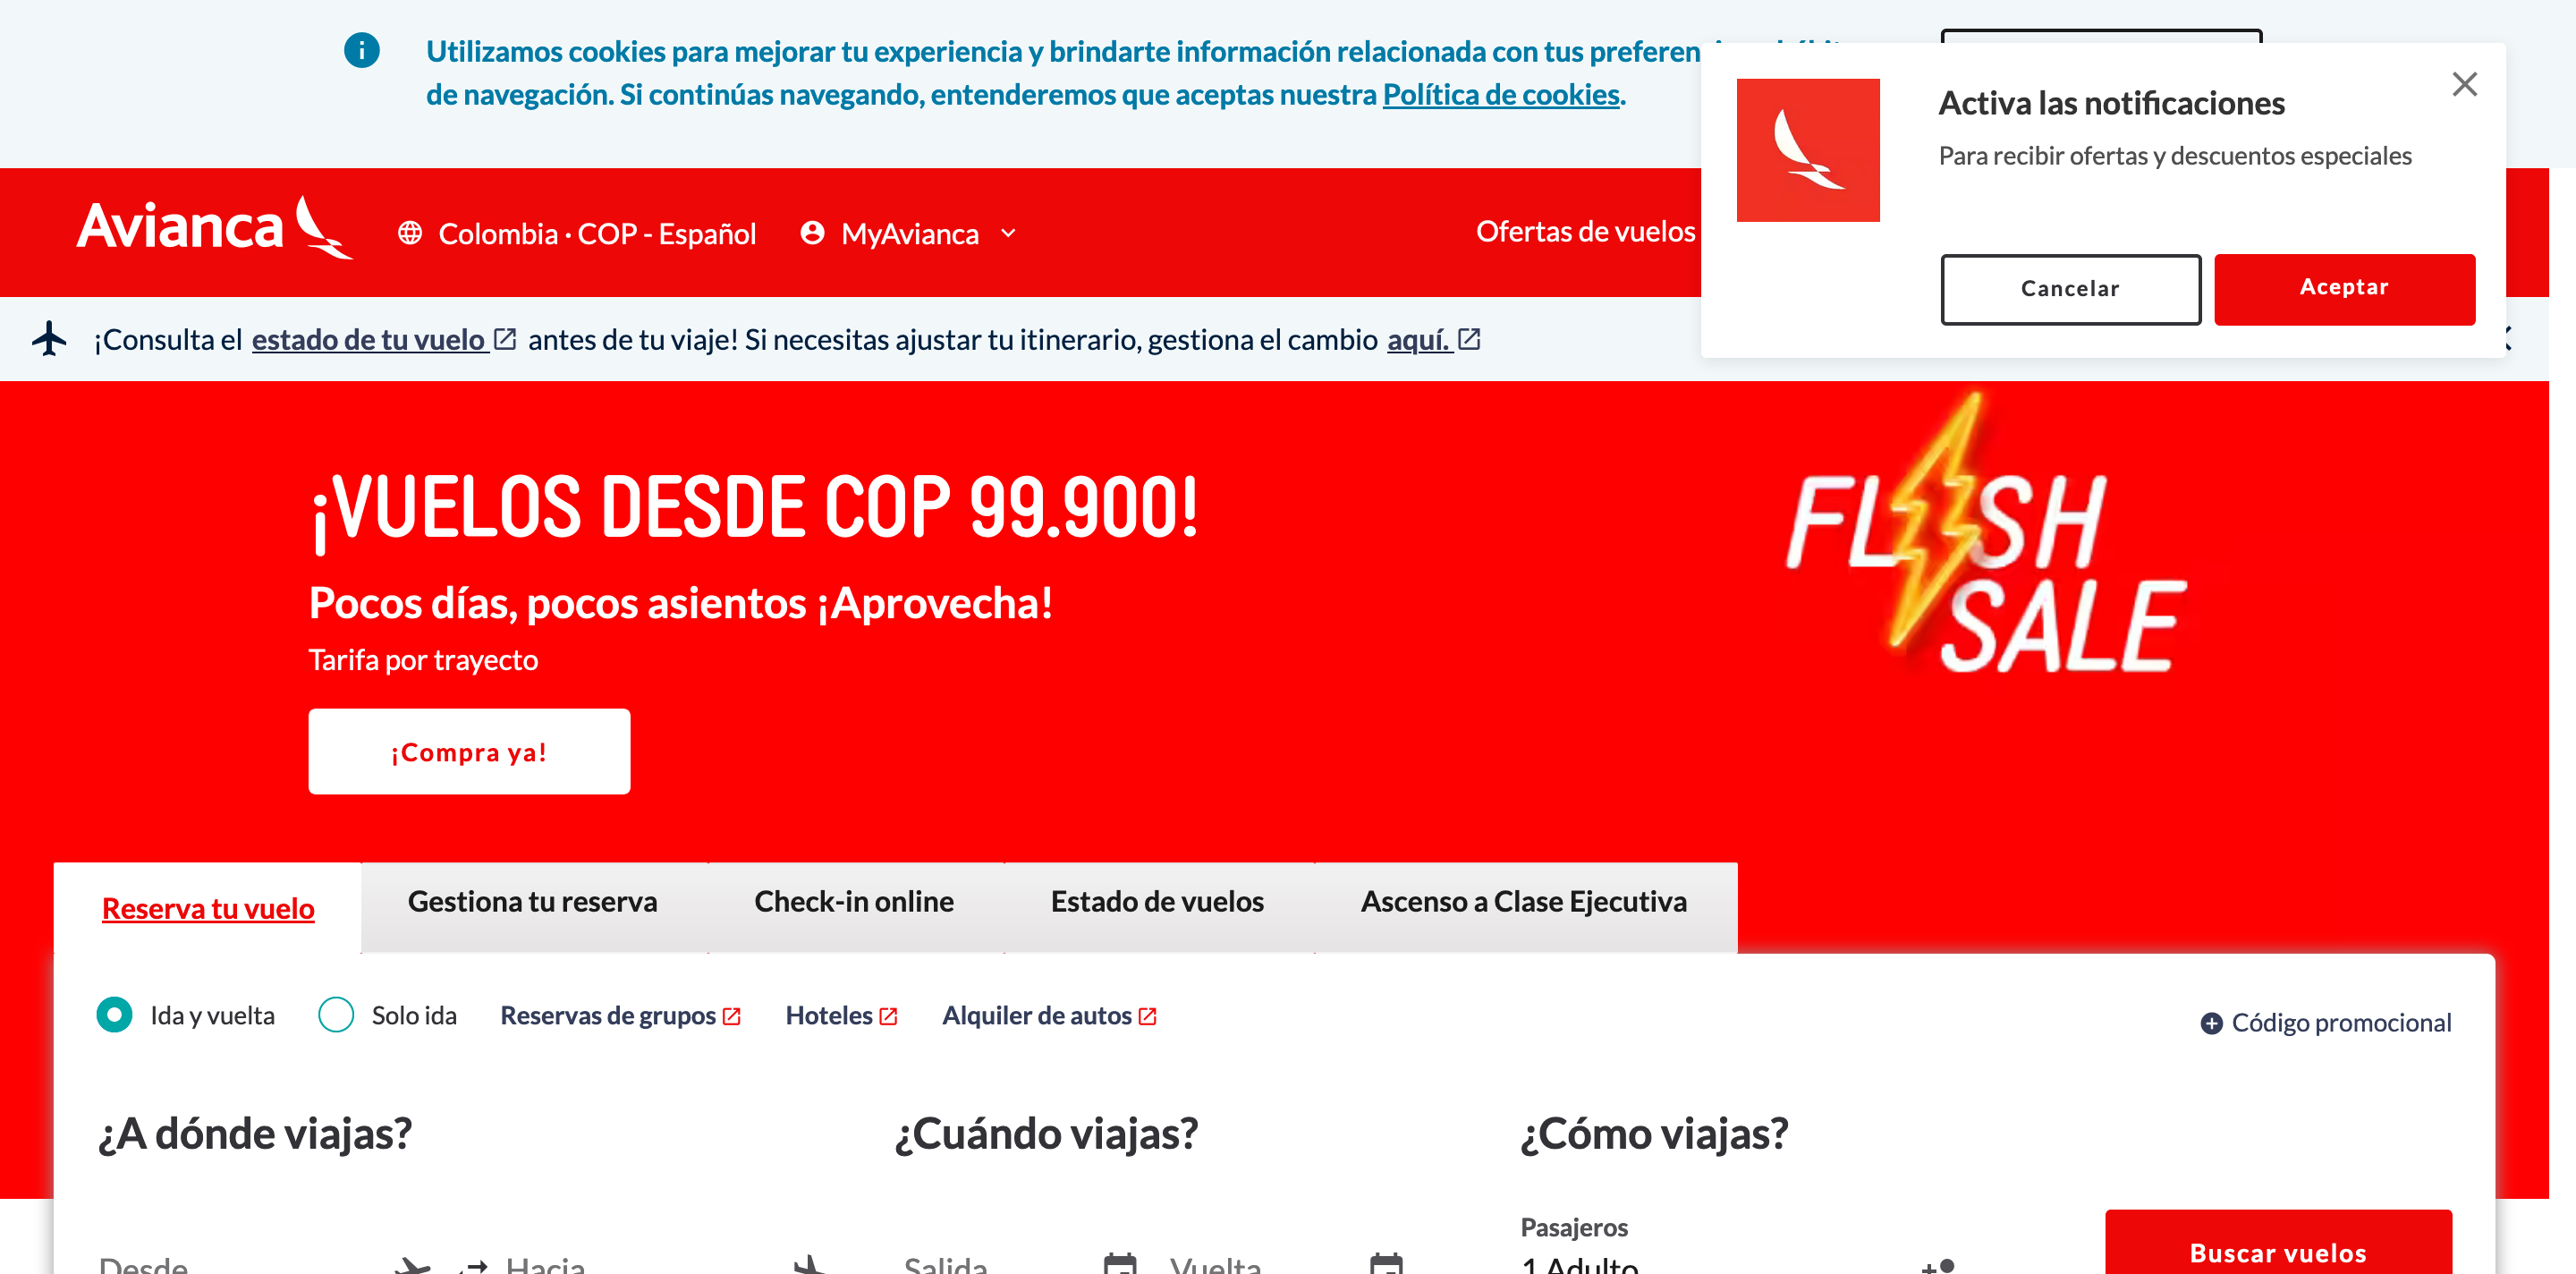 Utilizamos cookies para mejorar tu experiencia y brindarte información relacionada con tus
de navegación. Si continúas navegando, entenderemos que aceptas nuestra Política de cookies.
Activa las notificaciones
Para recibir ofertas y descuentos especiales
Cancelar
Aceptar
Avianca
Colombia · COP - Español
MyAvianca
Ofertas de vuelos
¡Consulta el estado de tu vuelo antes de tu viaje! Si necesitas ajustar tu itinerario, gestiona el cambio aquí.
¡VUELOS DESDE COP 99.900!
Pocos días, pocos asientos ¡Aprovecha!
Tarifa por trayecto
¡Compra ya!
FLASH
SALE
Reserva tu vuelo
Gestiona tu reserva
Check-in online
Estado de vuelos
Ascenso a Clase Ejecutiva
Ida y vuelta
Solo ida
Reservas de grupos
Hoteles
Alquiler de autos
Código promocional
¿A dónde viajas?
¿Cuándo viajas?
¿Cómo viajas?
Pasajeros
Desde
Hacia
Salida
Vuelta
1 Adulto
Buscar vuelos